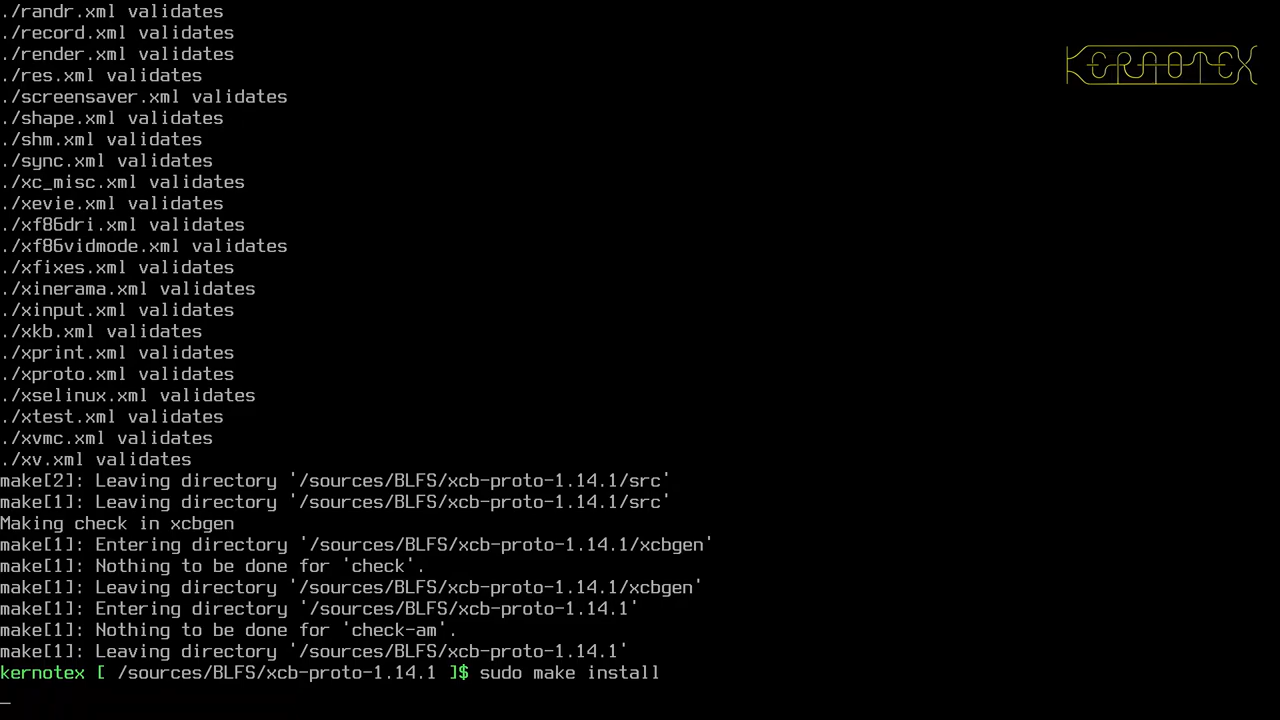 ./randr.xml validates
./record.xml validates
./render.xml validates
./res.xml validates
./screensaver.xml validates
./shape.xml validates
./shm.xml validates
./sync.xml validates
./xc_misc.xml validates
./xevie.xml validates
./xf86dri.xml validates
./xf86vidmode.xml validates
./xfixes.xml validates
./xinerama.xml validates
./xinput.xml validates
./xkb.xml validates
./xprint.xml validates
./xproto.xml validates
./xselinux.xml validates
./xtest.xml validates
./xvmc.xml validates
./xv.xml validates
make[2]: Leaving directory '/sources/BLFS/xcb-proto-1.14.1/src'
make[1]: Leaving directory '/sources/BLFS/xcb-proto-1.14.1/src'
Making check in xcbgen
make[1]: Entering directory '/sources/BLFS/xcb-proto-1.14.1/xcbgen'
make[1]: Nothing to be done for 'check'.
make[1]: Leaving directory '/sources/BLFS/xcb-proto-1.14.1/xcbgen'
make[1]: Entering directory '/sources/BLFS/xcb-proto-1.14.1'
make[1]: Nothing to be done for 'check-am'.
make[1]: Leaving directory '/sources/BLFS/xcb-proto-1.14.1'
kernotex [ /sources/BLFS/xcb-proto-1.14.1 ]$ sudo make install
KERNOTEX